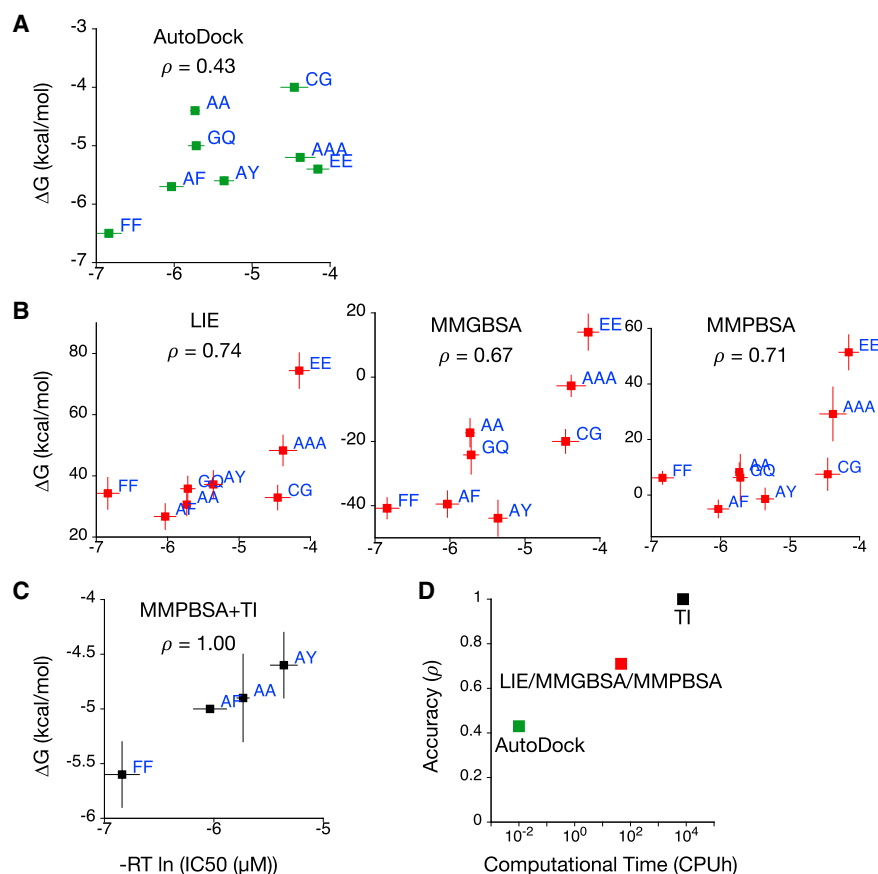 A
AutoDock
ρ = 0.43
ΔG (kcal/mol)
-3
-4
-5
-6
-7
CG
AA
GQ
AAA
EE
AF
AY
FF
-7 -6 -5 -4
B
LIE
ρ = 0.74
ΔG (kcal/mol)
80
60
40
20
EE
AAA
FF
GQ
AY
AA
CG
AF
-7 -6 -5 -4
MMGBSA
ρ = 0.67
20
0
-20
-40
EE
AAA
AA
CG
GQ
FF
AF
AY
-7 -6 -5 -4
MMPBSA
ρ = 0.71
60
40
20
0
EE
AAA
FF
AA
GQ
CG
AF
AY
-7 -6 -5 -4
C
MMPBSA+TI
ρ = 1.00
ΔG (kcal/mol)
-4
-4.5
-5
-5.5
-6
AY
AF
AA
FF
-7 -6 -5
-RT ln (IC50 (μM))
D
Accuracy (ρ)
1
0.8
0.6
0.4
0.2
0
TI
LIE/MMGBSA/MMPBSA
AutoDock
10-2 100 102 104
Computational Time (CPUh)